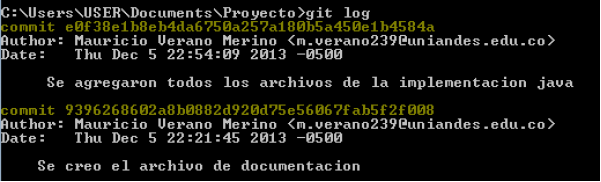 C:\Users\USER\Documents\Proyecto>git log
commit e0f38e1b8eb4da6750a257a180b5a450e1b4584a
Author: Mauricio Verano Merino <m.verano239@uniandes.edu.co>
Date:   Thu Dec 5 22:54:09 2013 -0500
Se agregaron todos los archivos de la implementacion java
commit 9396268602a8b0882d920d75e56067fab5f2f008
Author: Mauricio Verano Merino <m.verano239@uniandes.edu.co>
Date:   Thu Dec 5 22:21:45 2013 -0500
Se creo el archivo de documentacion